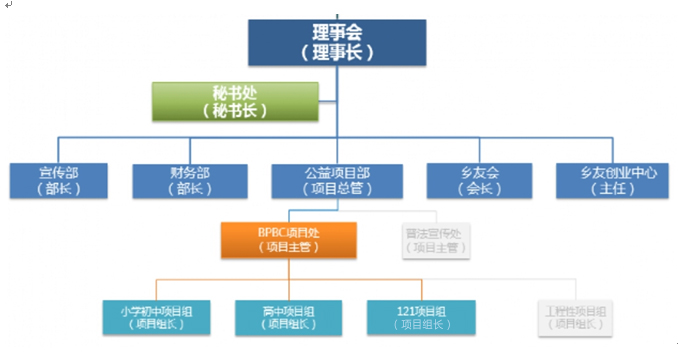 理事会
（理事长）
秘书处
（秘书长）
宣传部
（部长）
财务部
（部长）
公益项目部
（项目总管）
乡友会
（会长）
乡友创业中心
（主任）
BPBC项目处
（项目主管）
普法宣传处
（项目主管）
小学初中项目组
（项目组长）
高中项目组
（项目组长）
121项目组
（项目组长）
工程性项目组
（项目组长）